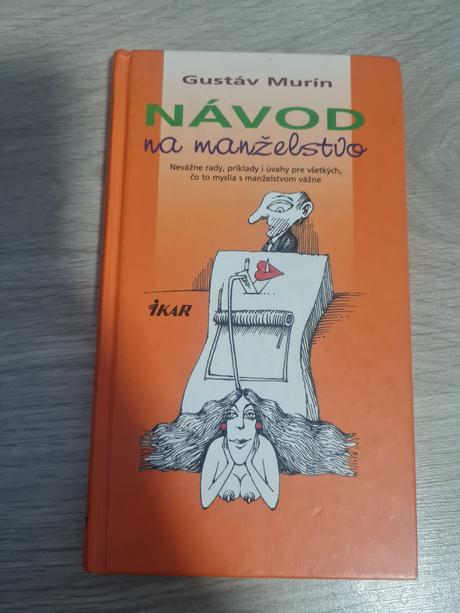 Gustáv Murín
NÁVOD
na manželstvo
Nevážne rady, príklady i úvahy pre všetkých,
čo to myslia s manželstvom vážne
IKAR